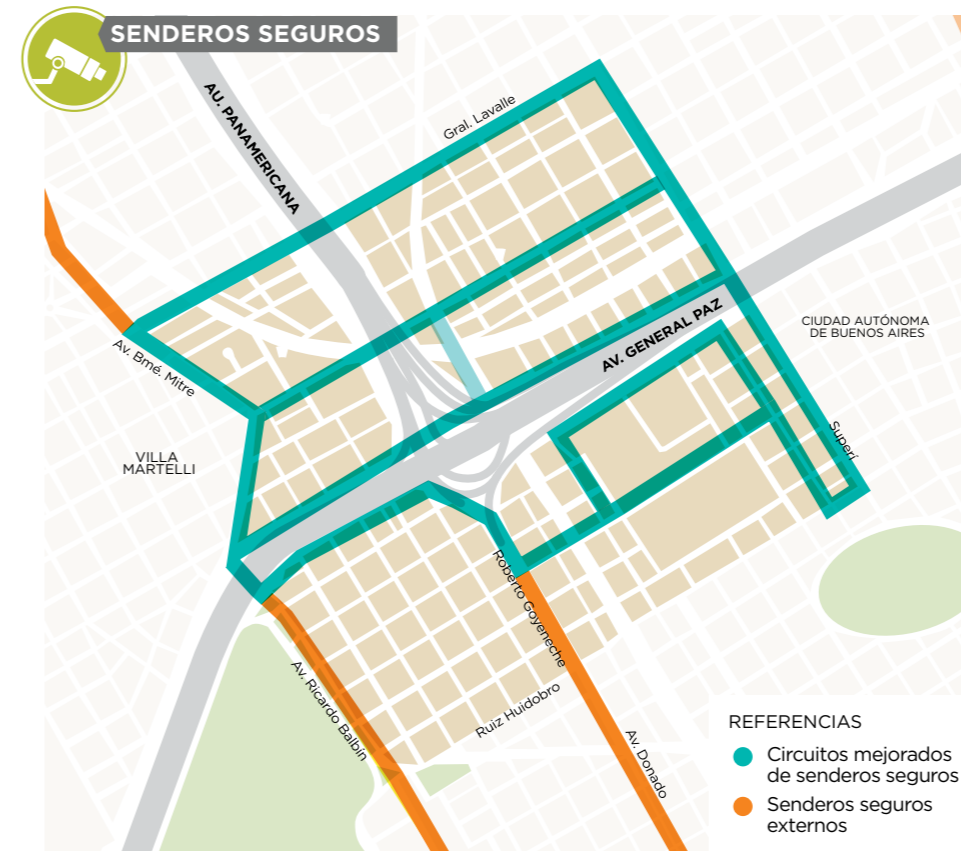 SENDEROS SEGUROS
AU. PANAMERICANA
Gral. Lavalle
AV. GENERAL PAZ
CIUDAD AUTÓNOMA
DE BUENOS AIRES
Av. Bmé. Mitre
VILLA
MARTELLI
Superí
Roberto Goyeneche
Av. Ricardo Balbín
Ruiz Huidobro
Av. Donado
REFERENCIAS
Circuitos mejorados
de senderos seguros
Senderos seguros
externos